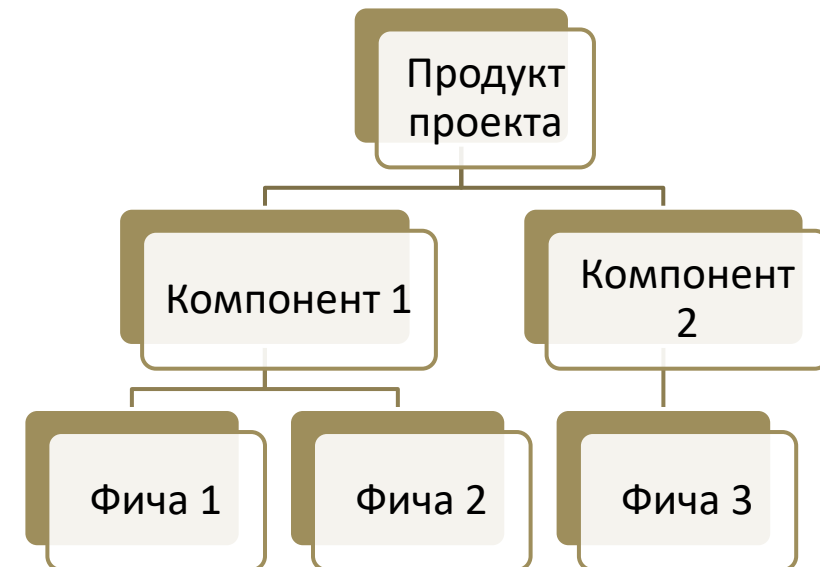 Продукт
проекта
Компонент 1
Компонент
2
Фича 1
Фича 2
Фича 3